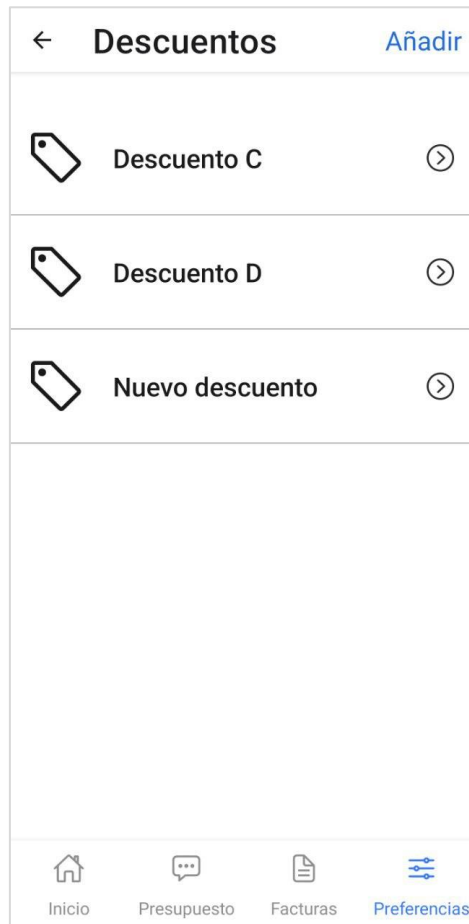 Descuentos Añadir
Descuento C
Descuento D
Nuevo descuento
Inicio Presupuesto Facturas Preferencias